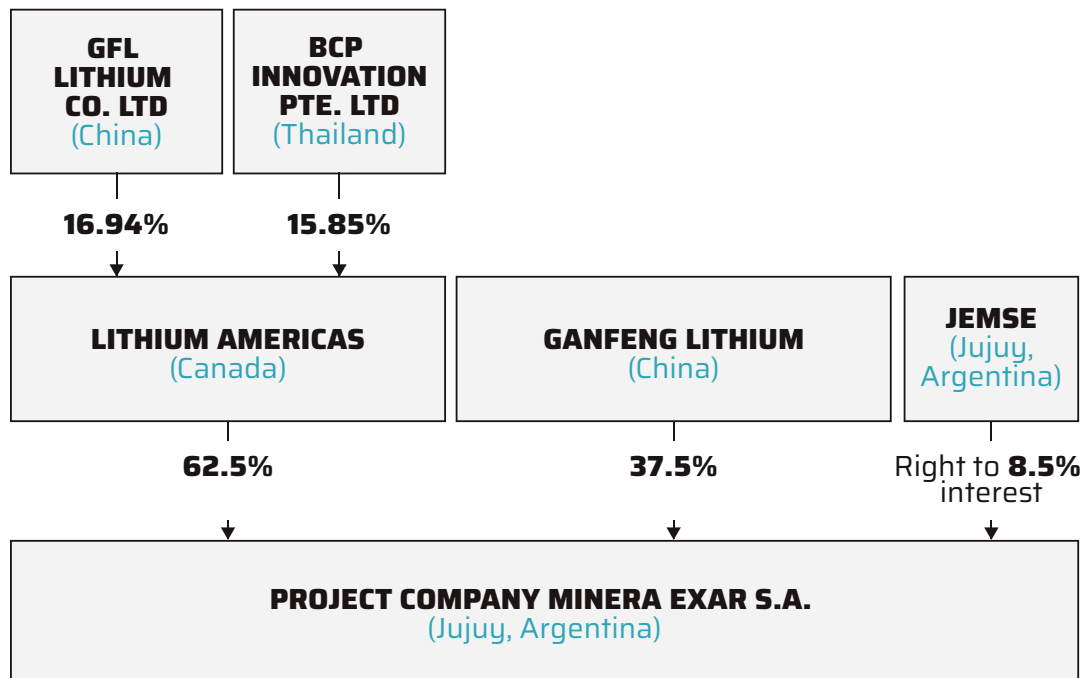 GFL
LITHIUM
CO. LTD
(China)
BCP
INNOVATION
PTE. LTD
(Thailand)
16.94%
15.85%
LITHIUM AMERICAS
(Canada)
GANFENG LITHIUM
(China)
JEMSE
(Jujuy,
Argentina)
62.5%
37.5%
Right to 8.5%
interest
PROJECT COMPANY MINERA EXAR S.A.
(Jujuy, Argentina)